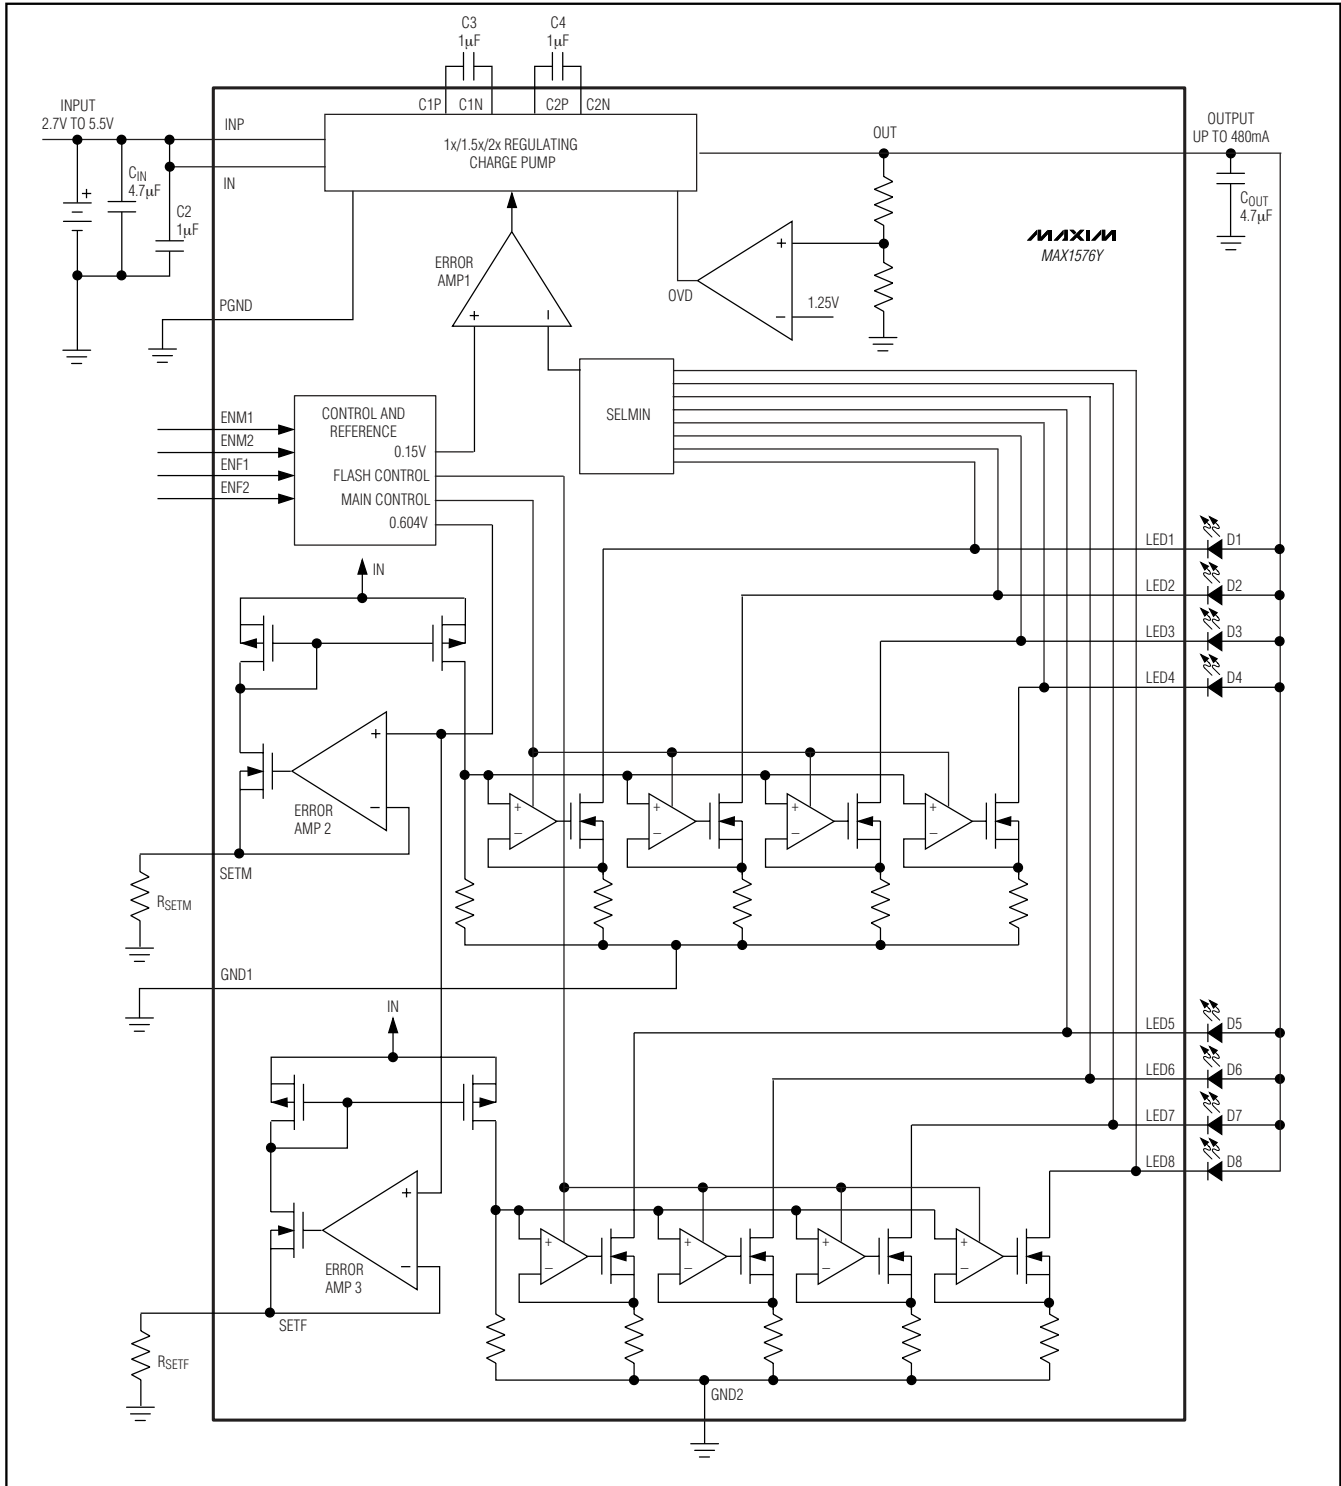 C3
1µF
C4
1µF
C1P
C1N
C2P
C2N
INPUT
2.7V TO 5.5V
INP
IN
1x/1.5x/2x REGULATING
CHARGE PUMP
OUT
OUTPUT
UP TO 480mA
CIN
4.7µF
+
C2
1µF
COUT
4.7µF
MAXIM
MAX1576Y
ERROR
AMP1
+
–
OVD
+
–
1.25V
PGND
SELMIN
ENM1
ENM2
ENF1
ENF2
CONTROL AND
REFERENCE
0.15V
FLASH CONTROL
MAIN CONTROL
0.604V
IN
LED1
D1
LED2
D2
LED3
D3
LED4
D4
+
–
ERROR
AMP 2
+
–
+
–
+
–
+
–
SETM
RSETM
GND1
IN
LED5
D5
LED6
D6
LED7
D7
LED8
D8
+
–
ERROR
AMP 3
+
–
+
–
+
–
+
–
SETF
RSETF
GND2